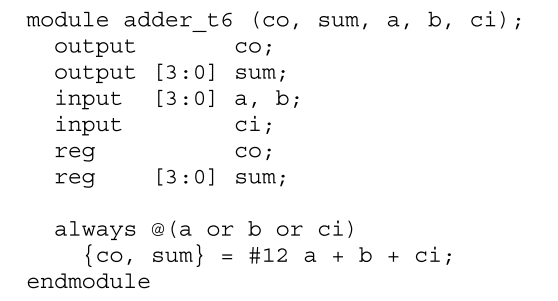 module adder_t6 (co, sum, a, b, ci);
  output        co;
  output  [3:0] sum;
  input   [3:0] a, b;
  input         ci;
  reg           co;
  reg     [3:0] sum;

  always @(a or b or ci)
    {co, sum} = #12 a + b + ci;
endmodule